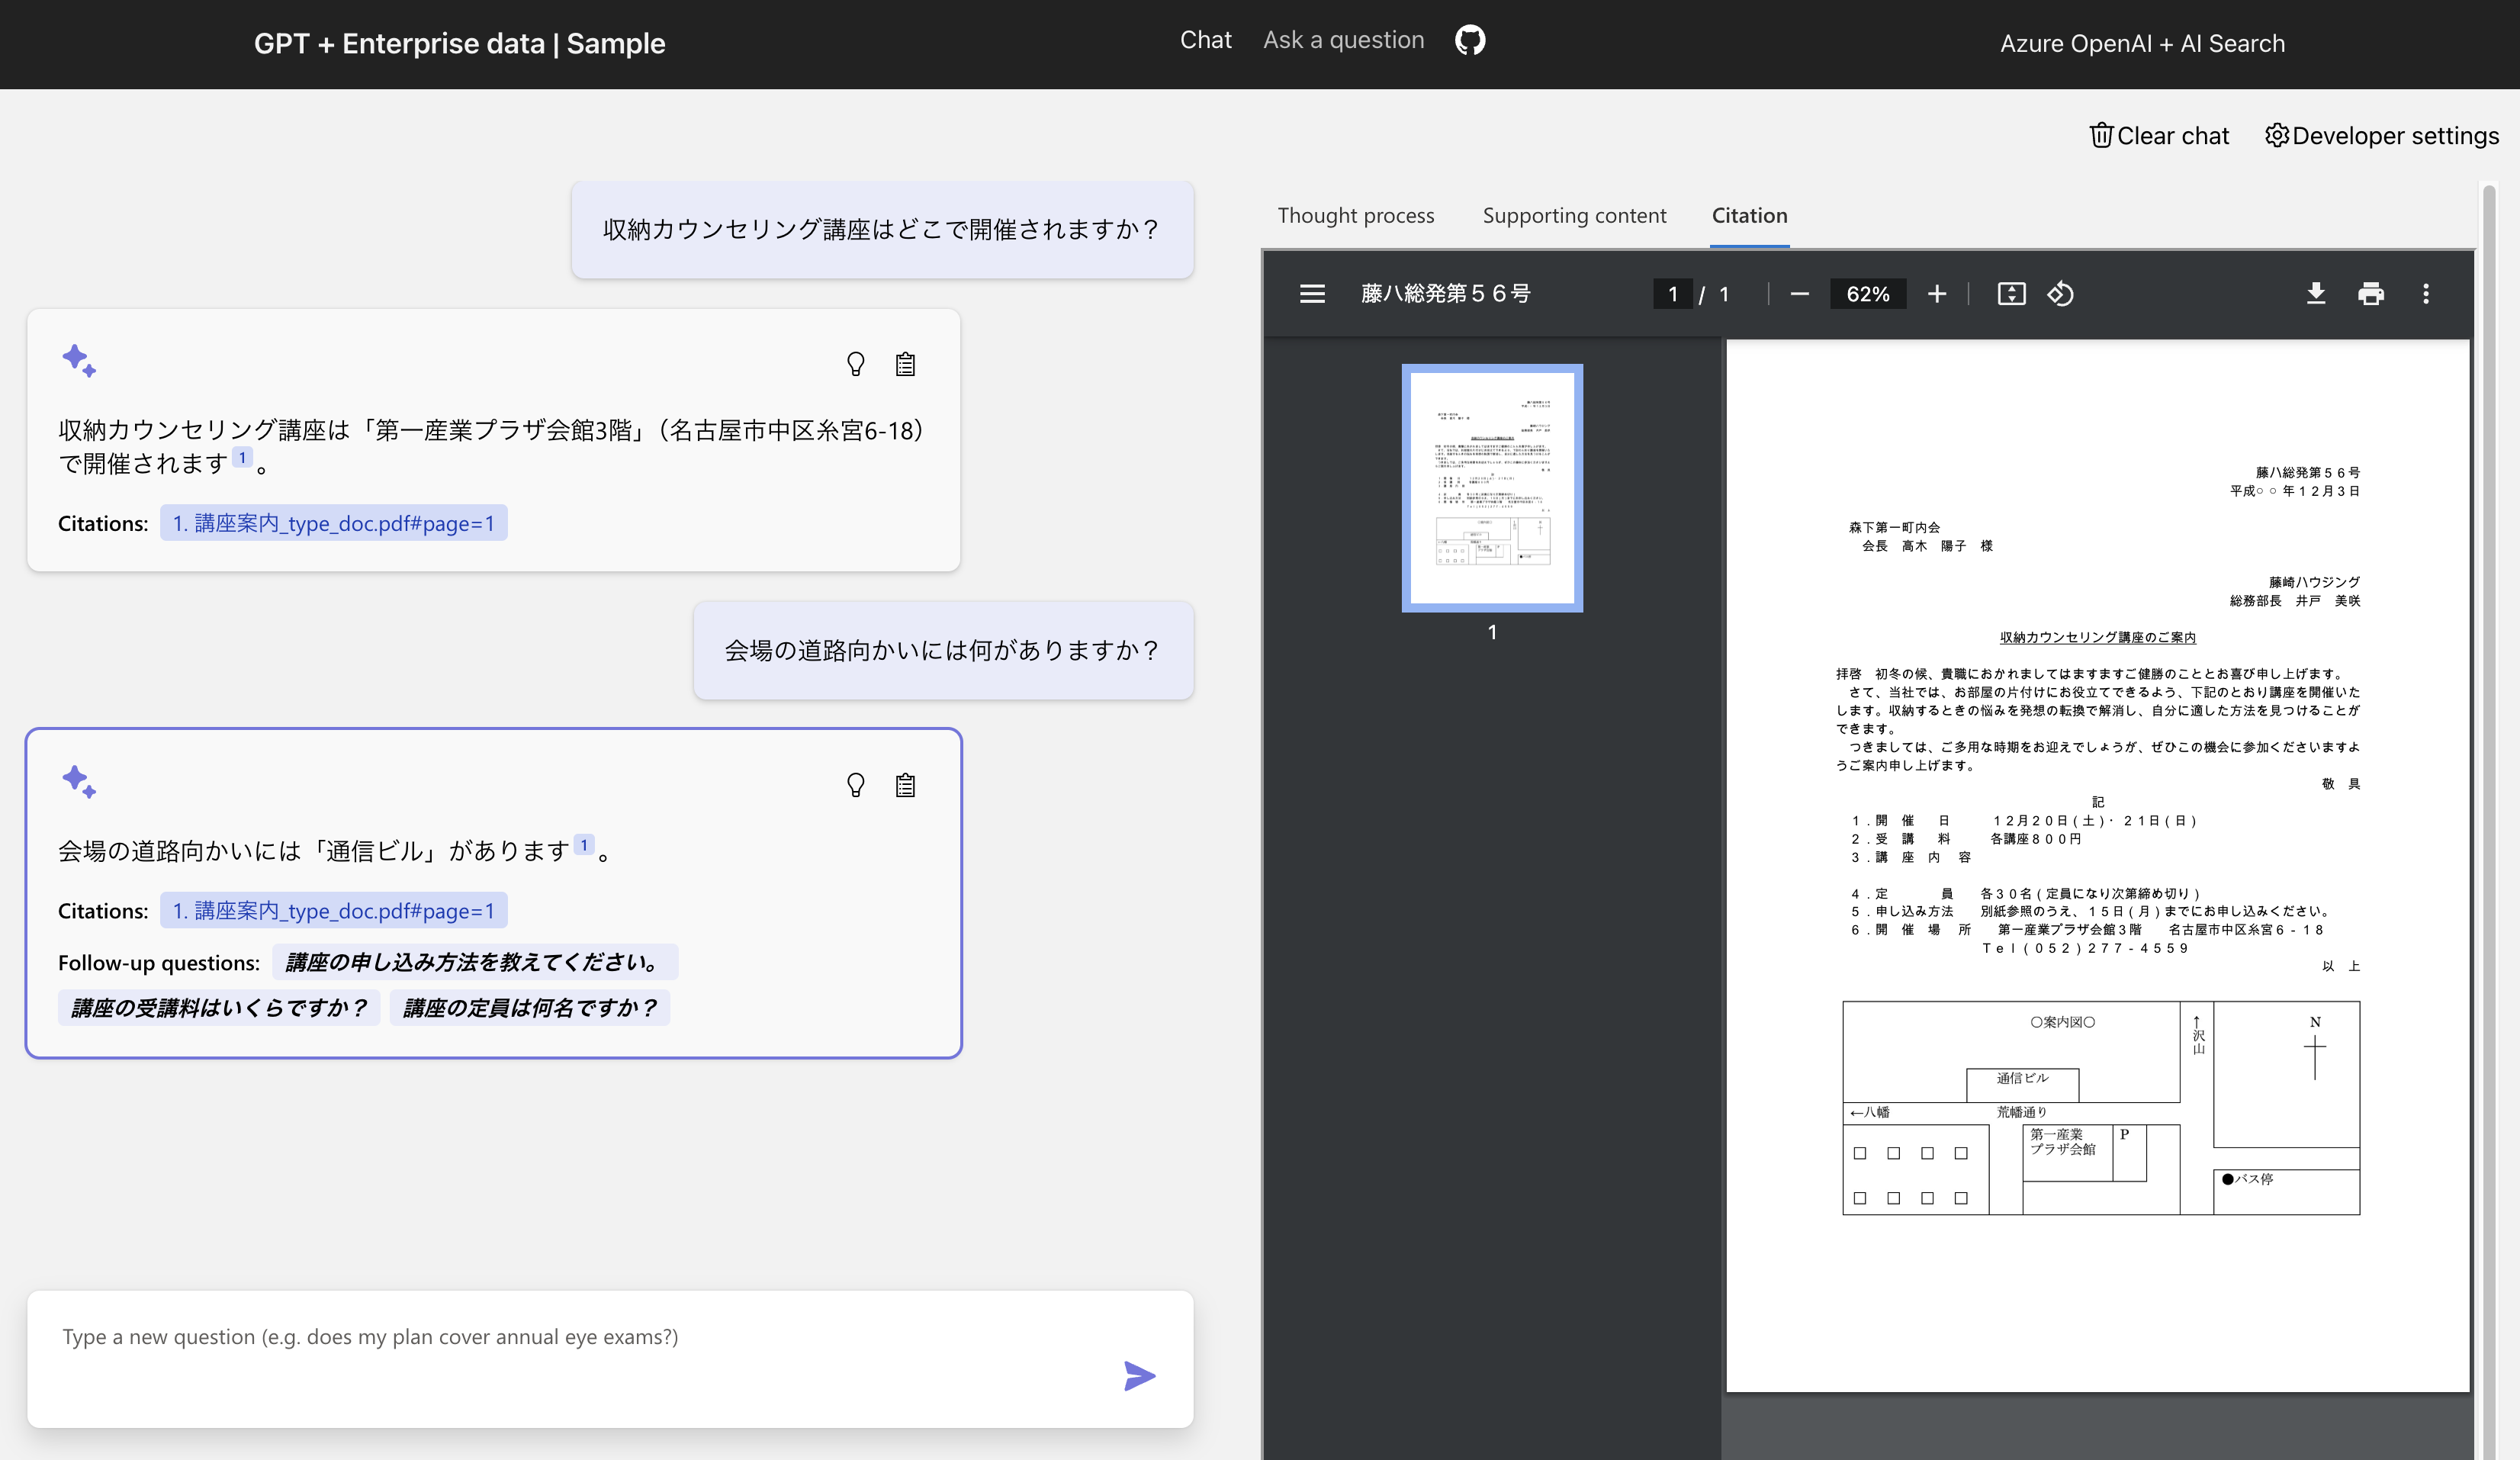 GPT + Enterprise data | Sample
Chat
Ask a question
Azure OpenAI + AI Search
Clear chat
Developer settings
収納カウンセリング講座はどこで開催されますか？
収納カウンセリング講座は「第一産業プラザ会館3階」（名古屋市中区糸宮6-18）
で開催されます 1 。
Citations: 1. 講座案内_type_doc.pdf#page=1
会場の道路向かいには何がありますか？
会場の道路向かいには「通信ビル」があります 1 。
Citations: 1. 講座案内_type_doc.pdf#page=1
Follow-up questions: 講座の申し込み方法を教えてください。
講座の受講料はいくらですか？ 講座の定員は何名ですか？
Type a new question (e.g. does my plan cover annual eye exams?)
Thought process
Supporting content
Citation
藤八総発第５６号
1 / 1
62%
1
藤八総発第５６号
平成○○年１２月３日
森下第一町内会
会長　高木　陽子　様
藤崎ハウジング
総務部長　井戸　美咲
収納カウンセリング講座のご案内
拝啓　初冬の候、貴職におかれましてはますますご健勝のこととお喜び申し上げます。
さて、当社では、お部屋の片付けにお役立てできるよう、下記のとおり講座を開催いた
します。収納するときの悩みを発想の転換で解消し、自分に適した方法を見つけることが
できます。
つきましては、ご多用な時期をお迎えでしょうが、ぜひこの機会に参加くださいますよ
うご案内申し上げます。
敬　具
記
１．開　催　日　１２月２０日(土)・２１日(日)
２．受　講　料　各講座８００円
３．講　座　内　容
４．定　　　員　各３０名(定員になり次第締め切り)
５．申し込み方法　別紙参照のうえ、１５日(月)までにお申し込みください。
６．開　催　場　所　第一産業プラザ会館３階　名古屋市中区糸宮６-１８
Ｔｅｌ(０５２)２７７-４５５９
以　上
○案内図○
↑沢山
N
通信ビル
←八幡
荒幡通り
第一産業
プラザ会館
P
●バス停